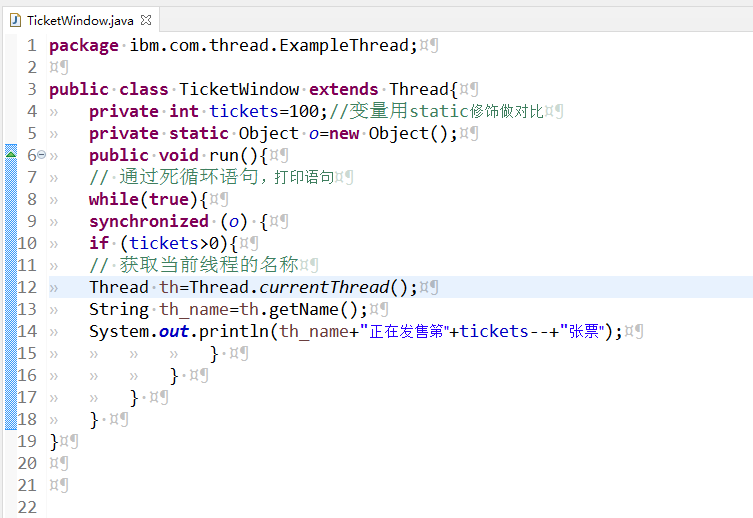 TicketWindow.java
1 package ibm.com.thread.ExampleThread;
2
3 public class TicketWindow extends Thread{
4 private int tickets=100;//变量用static修饰做对比
5 private static Object o=new Object();
6 public void run(){
7 // 通过死循环语句，打印语句
8 while(true){
9 synchronized (o) {
10 if (tickets>0){
11 // 获取当前线程的名称
12 Thread th=Thread.currentThread();
13 String th_name=th.getName();
14 System.out.println(th_name+"正在发售第"+tickets--+"张票");
15 }
16 }
17 }
18 }
19 }
20
21
22